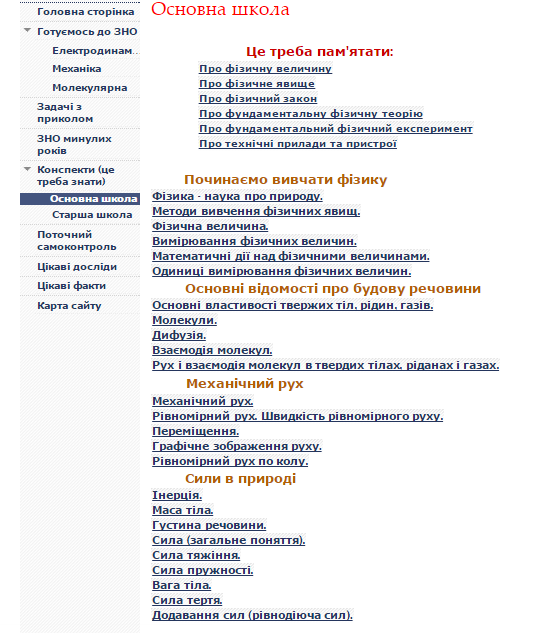 Головна сторінка
Готуємось до ЗНО
Електродинам...
Механіка
Молекулярна
Задачі з
приколом
ЗНО минулих
років
Конспекти (це
треба знати)
Основна школа
Старша школа
Поточний
самоконтроль
Цікаві досліди
Цікаві факти
Карта сайту
Основна школа
Це треба пам'ятати:
Про фізичну величину
Про фізичне явище
Про фізичний закон
Про фундаментальну фізичну теорію
Про фундаментальний фізичний експеримент
Про технічні прилади та пристрої
Починаємо вивчати фізику
Фізика - наука про природу.
Методи вивчення фізичних явищ.
Фізична величина.
Вимірювання фізичних величин.
Математичні дії над фізичними величинами.
Одиниці вимірювання фізичних величин.
Основні відомості про будову речовини
Основні властивості твержих тіл, рідин, газів.
Молекули.
Дифузія.
Взаємодія молекул.
Рух і взаємодія молекул в твердих тілах, ріданах і газах.
Механічний рух
Механічний рух.
Рівномірний рух. Швидкість рівномірного руху.
Переміщення.
Графічне зображення руху.
Рівномірний рух по колу.
Сили в природі
Інерція.
Маса тіла.
Густина речовини.
Сила (загальне поняття).
Сила тяжіння.
Сила пружності.
Вага тіла.
Сила тертя.
Додавання сил (рівнодіюча сил).